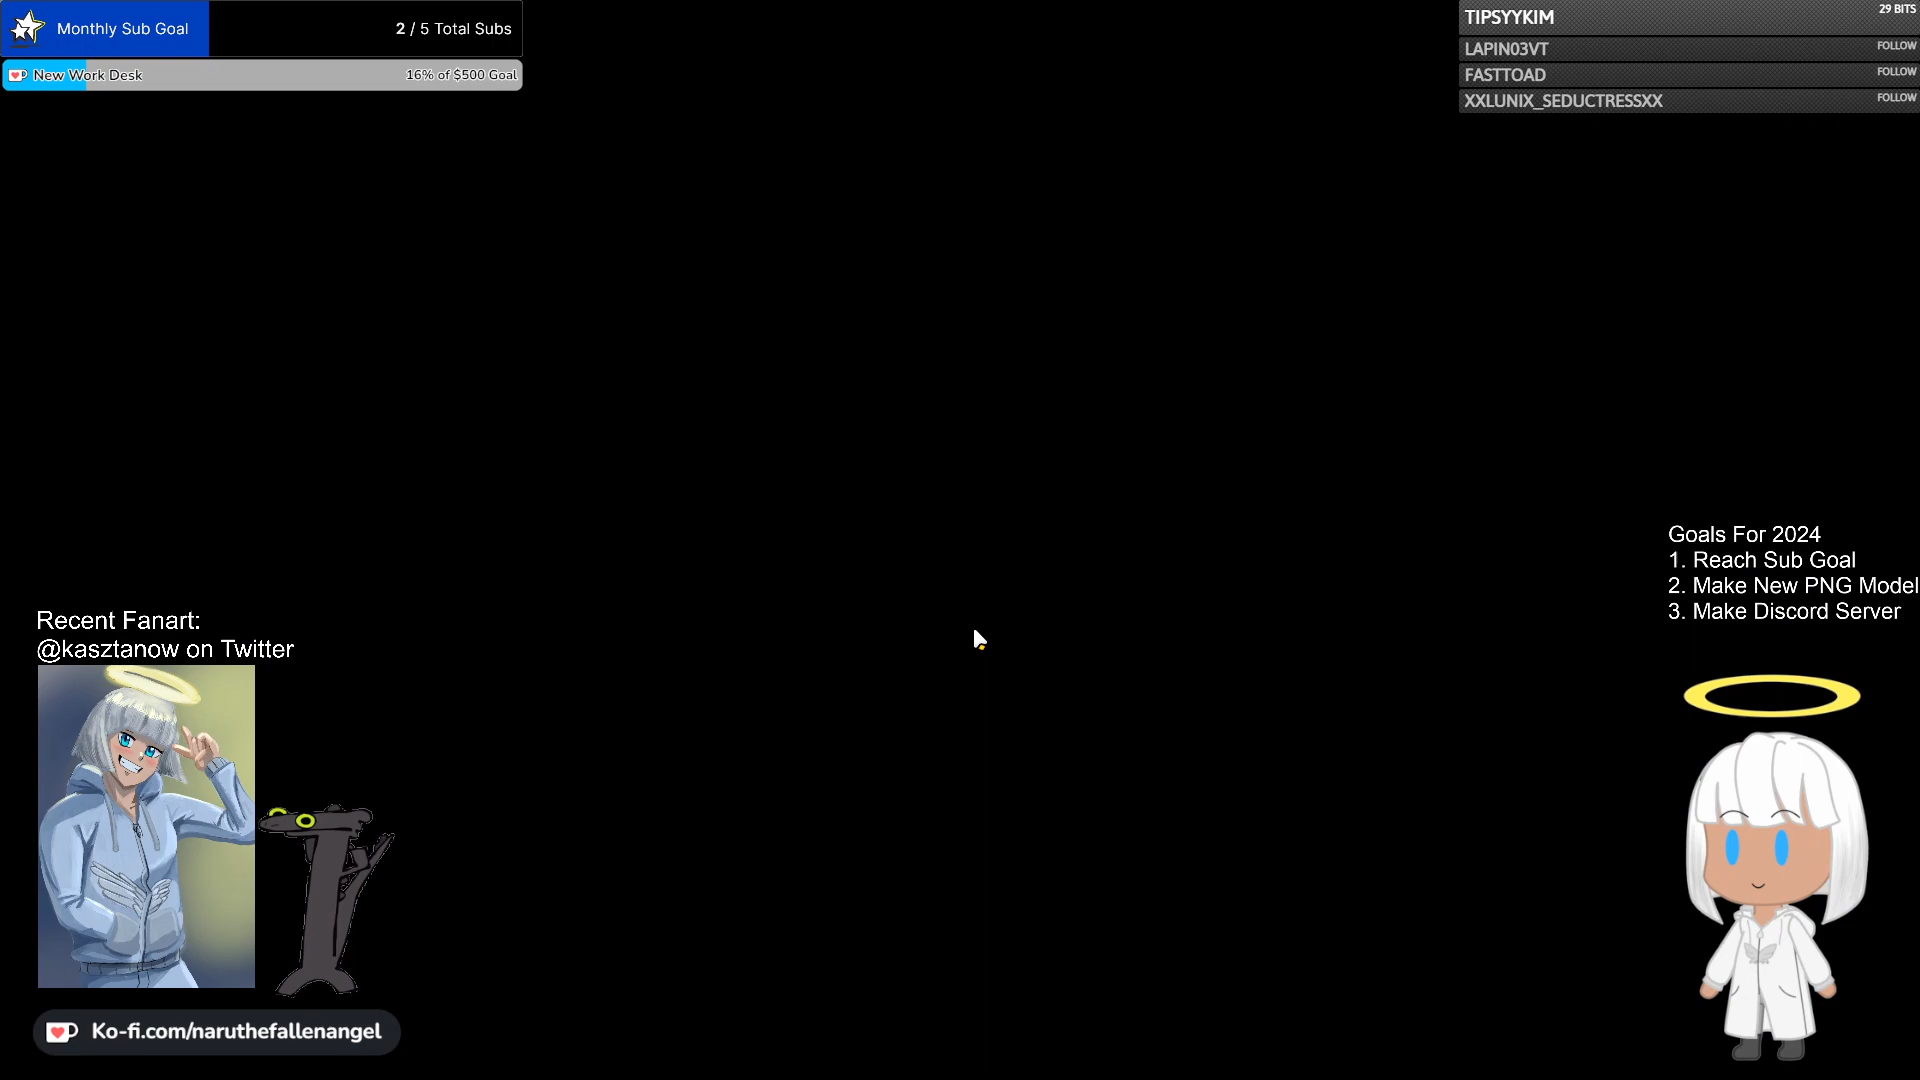 Monthly Sub Goal 2 / 5 Total Subs
New Work Desk 16% of $500 Goal
TIPSYYKIM 29 BITS
LAPIN03VT FOLLOW
FASTTOAD FOLLOW
XXLUNIX_SEDUCTRESSXX FOLLOW
Goals For 2024
1. Reach Sub Goal
2. Make New PNG Model
3. Make Discord Server
Recent Fanart:
@kasztanow on Twitter
Ko-fi.com/naruthefallenangel